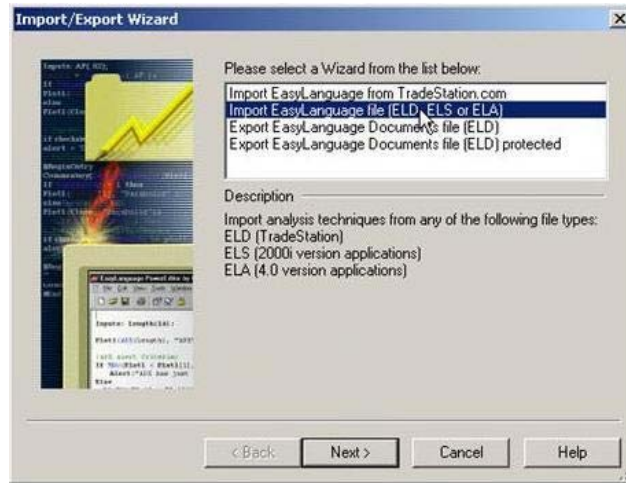 Import/Export Wizard
Please select a Wizard from the list below:
Import EasyLanguage from TradeStation.com
Import EasyLanguage file (ELD, ELS or ELA)
Export EasyLanguage Documents file (ELD)
Export EasyLanguage Documents file (ELD) protected
Description
Import analysis techniques from any of the following file types:
ELD (TradeStation)
ELS (2000i version applications)
ELA (4.0 version applications)
Inputs: Length(14);
< Back
Next >
Cancel
Help